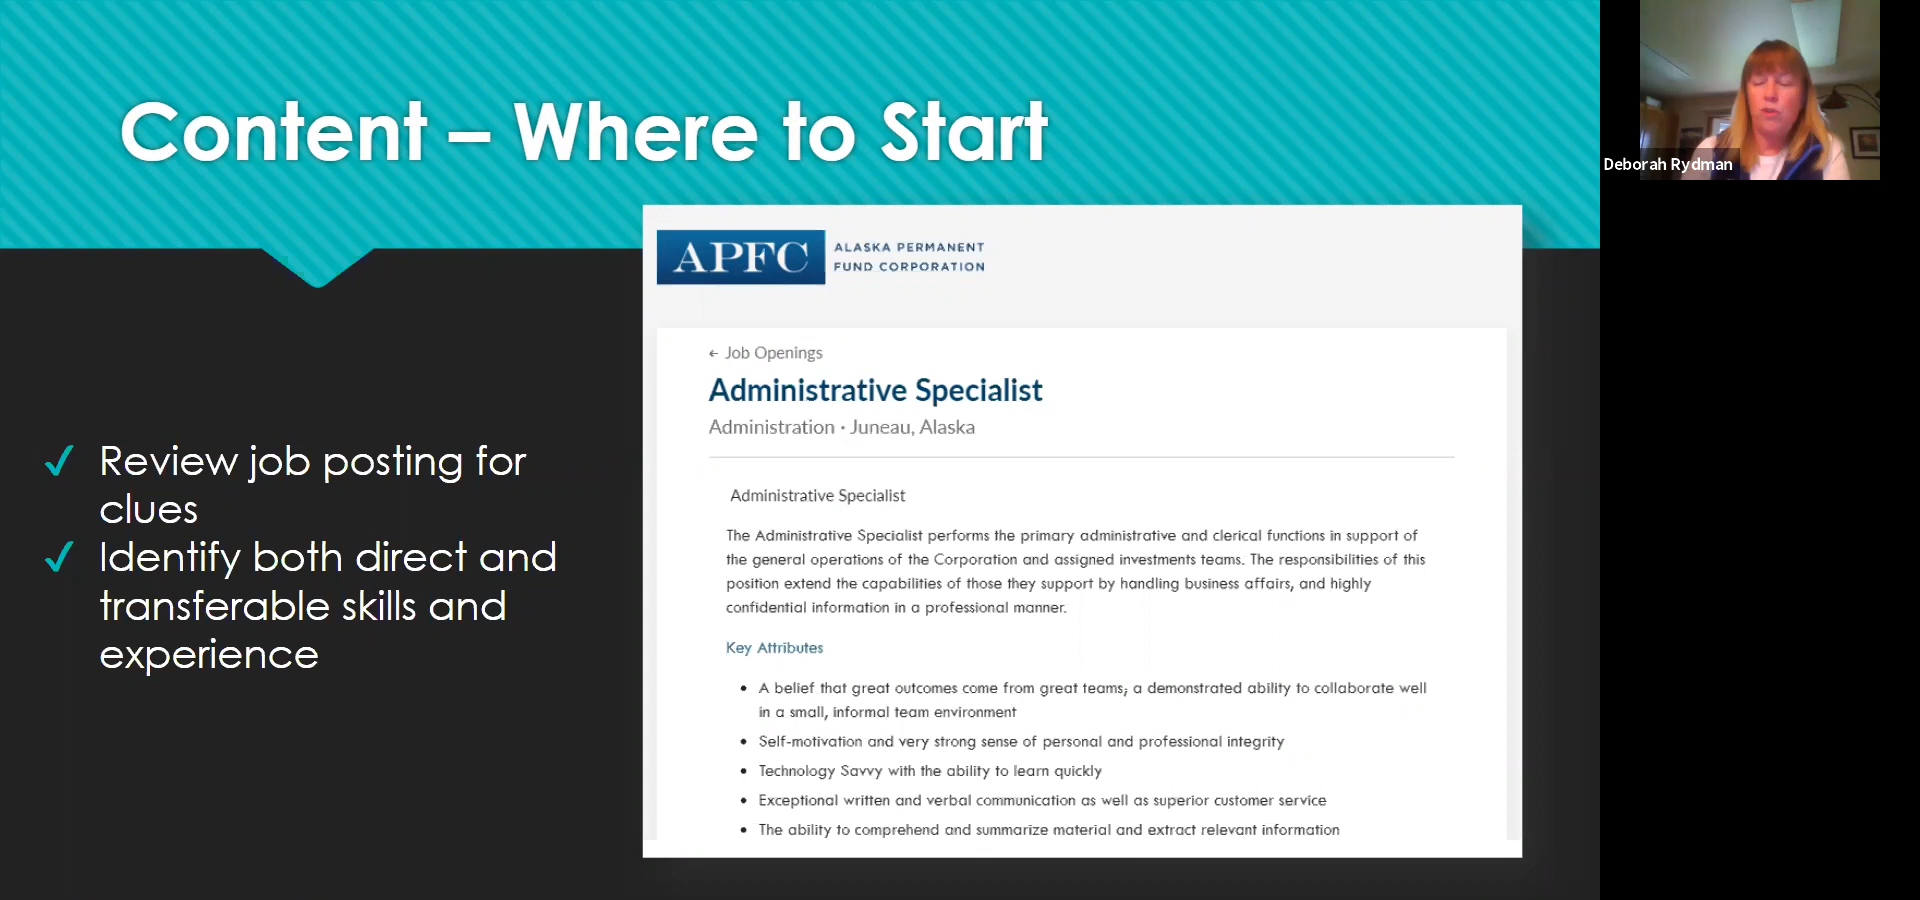 Content – Where to Start
Deborah Rydman
✓ Review job posting for
clues
✓ Identify both direct and
transferable skills and
experience
APFC
ALASKA PERMANENT
FUND CORPORATION
← Job Openings
Administrative Specialist
Administration · Juneau, Alaska
Administrative Specialist
The Administrative Specialist performs the primary administrative and clerical functions in support of
the general operations of the Corporation and assigned investments teams. The responsibilities of this
position extend the capabilities of those they support by handling business affairs, and highly
confidential information in a professional manner.
Key Attributes
• A belief that great outcomes come from great teams; a demonstrated ability to collaborate well
in a small, informal team environment
• Self-motivation and very strong sense of personal and professional integrity
• Technology Savvy with the ability to learn quickly
• Exceptional written and verbal communication as well as superior customer service
• The ability to comprehend and summarize material and extract relevant information